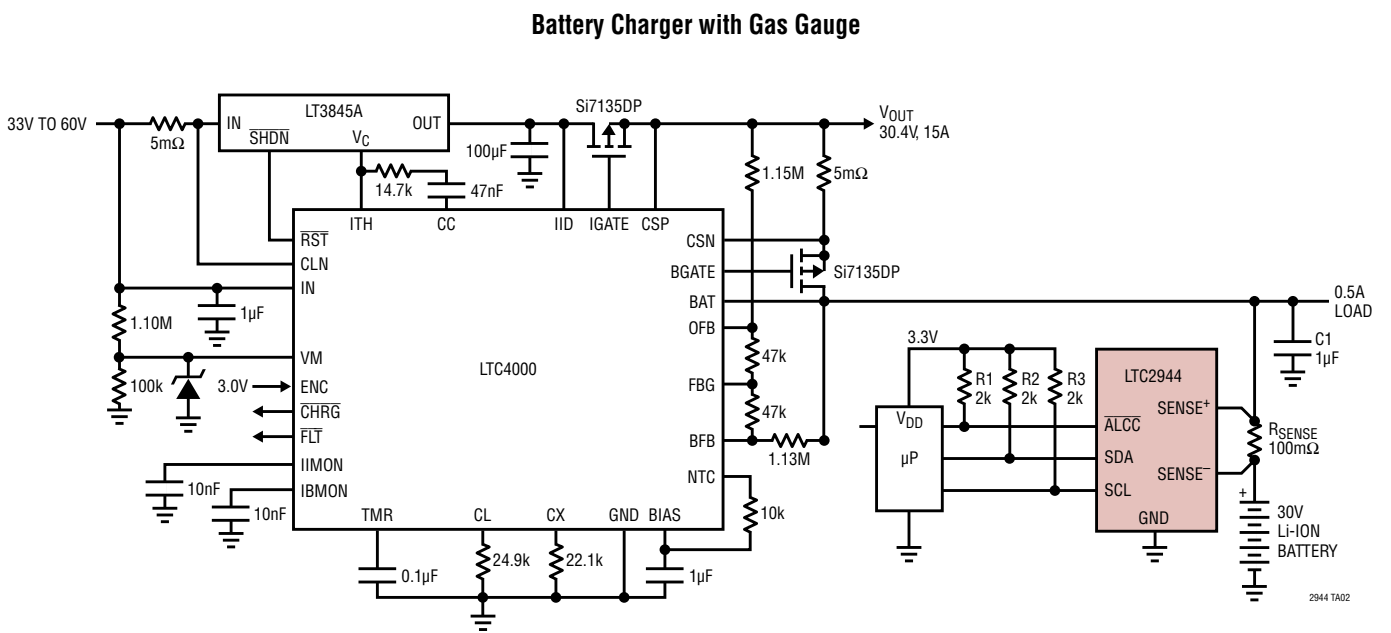 Battery Charger with Gas Gauge
33V TO 60V
5mΩ
IN
LT3845A
SHDN
VC
OUT
14.7k
47nF
100µF
Si7135DP
VOUT
30.4V, 15A
1.15M
5mΩ
ITH
CC
IID
IGATE
CSP
RST
CLN
IN
1µF
1.10M
VM
100k
3.0V
ENC
CHRG
FLT
IIMON
IBMON
10nF
10nF
LTC4000
CSN
BGATE
BAT
OFB
FBG
BFB
NTC
Si7135DP
47k
47k
1.13M
10k
TMR
CL
CX
GND
BIAS
0.1µF
24.9k
22.1k
1µF
3.3V
R1
2k
R2
2k
R3
2k
VDD
µP
LTC2944
ALCC
SDA
SCL
GND
SENSE+
SENSE–
RSENSE
100mΩ
0.5A
LOAD
C1
1µF
+
30V
Li-ION
BATTERY
2944 TA02